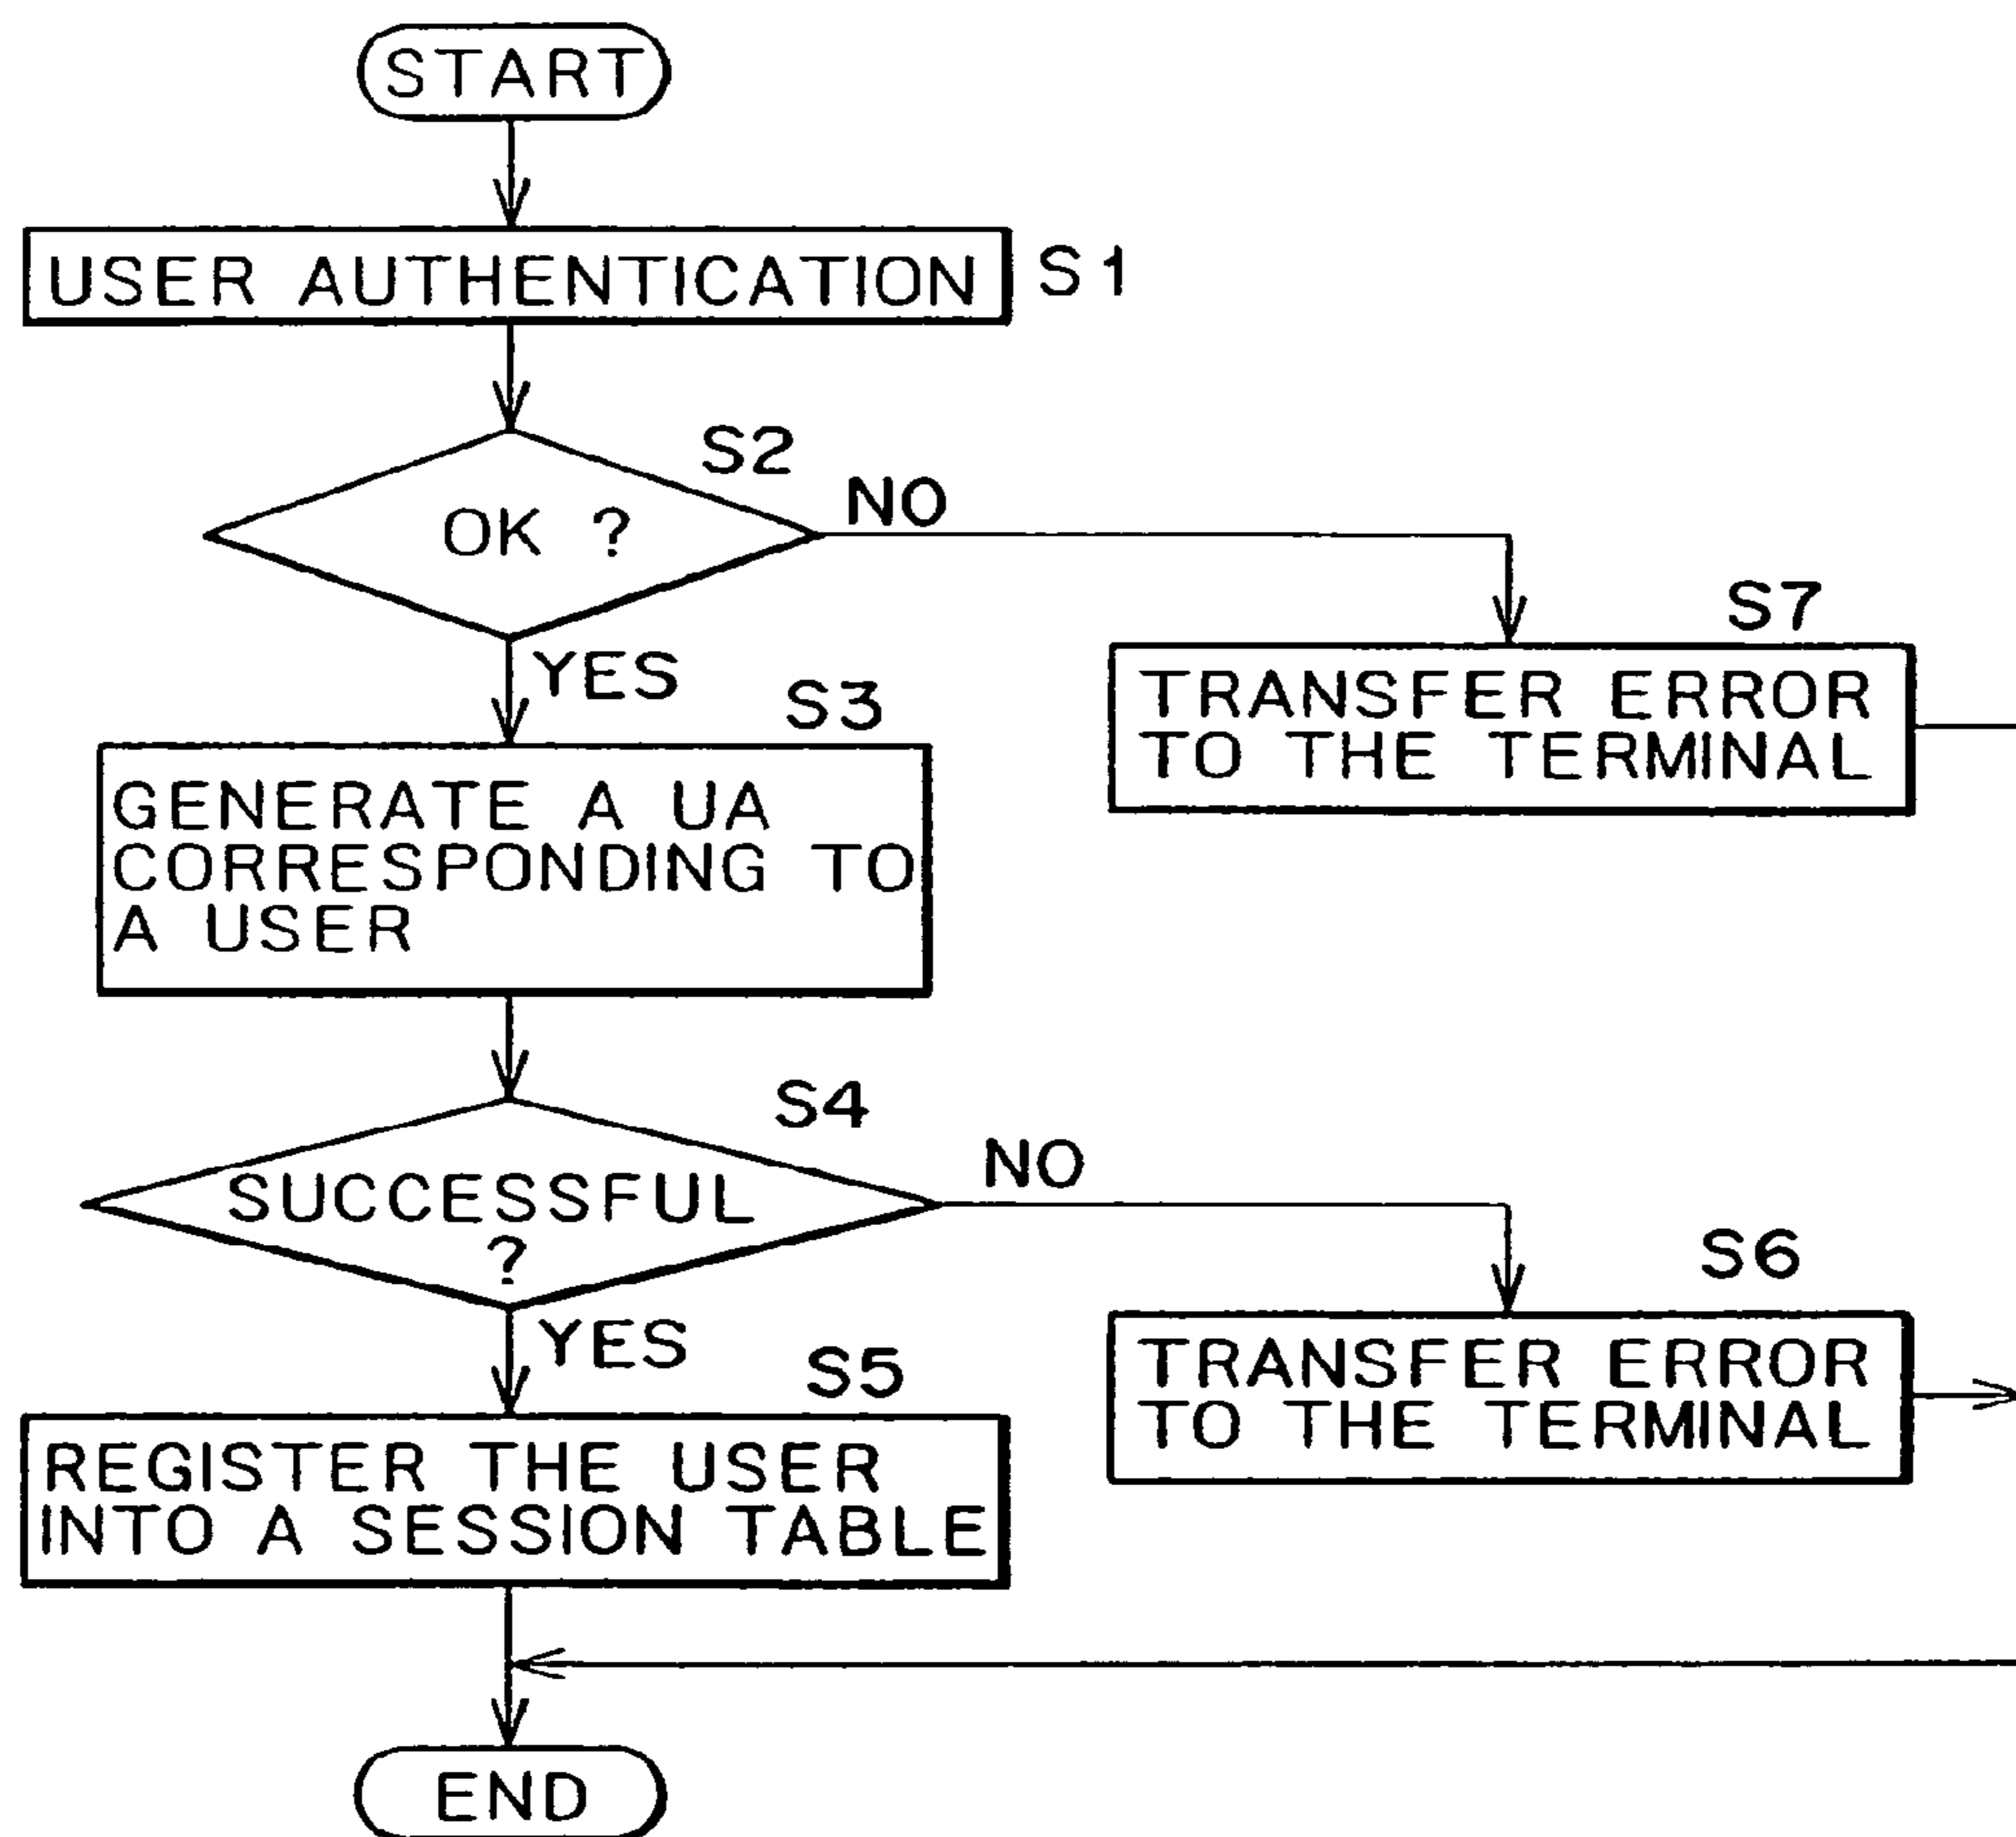 START
USER AUTHENTICATION S1
S2
OK ?
NO
YES
S7
TRANSFER ERROR
TO THE TERMINAL
S3
GENERATE A UA
CORRESPONDING TO
A USER
S4
SUCCESSFUL
?
NO
YES
S6
TRANSFER ERROR
TO THE TERMINAL
S5
REGISTER THE USER
INTO A SESSION TABLE
END